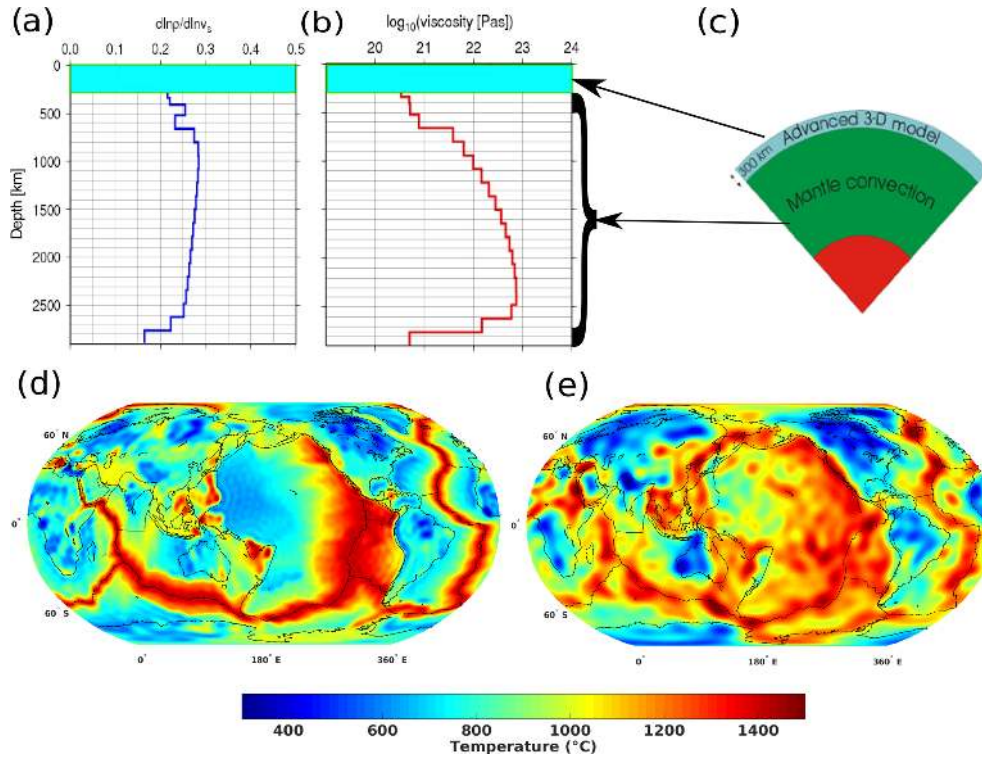 (a)
dlnρ/dlnvₛ
0.0 0.1 0.2 0.3 0.4 0.5
0
500
1000
1500
2000
2500
Depth [km]
(b)
log₁₀(viscosity [Pas])
20 21 22 23 24
(c)
Advanced 3-D model
300 km
Mantle convection
(d)
60° N
0°
60° S
0° 180° E 360° E
(e)
60° N
0°
60° S
0° 180° E 360° E
400 600 800 1000 1200 1400
Temperature (°C)